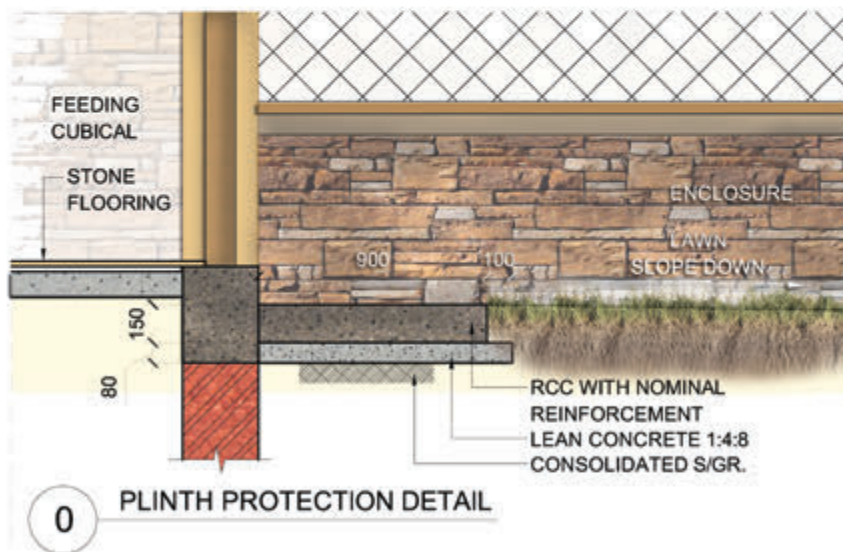 FEEDING
CUBICAL
STONE
FLOORING
ENCLOSURE
LAWN
SLOPE DOWN
900
100
150
80
RCC WITH NOMINAL
REINFORCEMENT
LEAN CONCRETE 1:4:8
CONSOLIDATED S/GR.
0
PLINTH PROTECTION DETAIL